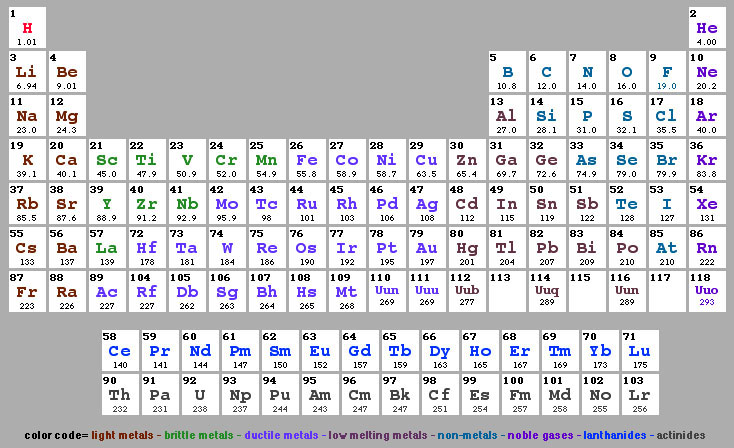 1 2
H He
1.01 4.00
3 4 5 6 7 8 9 10
Li Be B C N O F Ne
6.94 9.01 10.8 12.0 14.0 16.0 19.0 20.2
11 12 13 14 15 16 17 18
Na Mg Al Si P S Cl Ar
23.0 24.3 27.0 28.1 31.0 32.1 35.5 40.0
19 20 21 22 23 24 25 26 27 28 29 30 31 32 33 34 35 36
K Ca Sc Ti V Cr Mn Fe Co Ni Cu Zn Ga Ge As Se Br Kr
39.1 40.1 45.0 47.9 50.9 52.0 54.9 55.8 58.9 58.7 63.5 65.4 69.7 72.6 74.9 79.0 79.9 83.8
37 38 39 40 41 42 43 44 45 46 47 48 49 50 51 52 53 54
Rb Sr Y Zr Nb Mo Tc Ru Rh Pd Ag Cd In Sn Sb Te I Xe
85.5 87.6 88.9 91.2 92.9 95.9 98 101 103 106 108 112 115 119 122 128 127 131
55 56 57 72 73 74 75 76 77 78 79 80 81 82 83 84 85 86
Cs Ba La Hf Ta W Re Os Ir Pt Au Hg Tl Pb Bi Po At Rn
133 137 139 178 181 184 186 190 192 195 197 201 204 207 209 210 210 222
87 88 89 104 105 106 107 108 109 110 111 112 113 114 115 116 117 118
Fr Ra Ac Rf Db Sg Bh Hs Mt Uun Uuu Uub Uuq Uun Uuo
223 226 227 227 262 263 264 265 268 269 269 277 289 289 293
58 59 60 61 62 63 64 65 66 67 68 69 70 71
Ce Pr Nd Pm Sm Eu Gd Tb Dy Ho Er Tm Yb Lu
140 141 144 147 150 152 157 159 163 165 167 169 173 175
90 91 92 93 94 95 96 97 98 99 100 101 102 103
Th Pa U Np Pu Am Cm Bk Cf Es Fm Md No Lr
232 231 238 237 244 243 247 247 251 254 257 258 255 256
color code= light metals - brittle metals - ductile metals - low melting metals - non-metals - noble gases - lanthanides - actinides